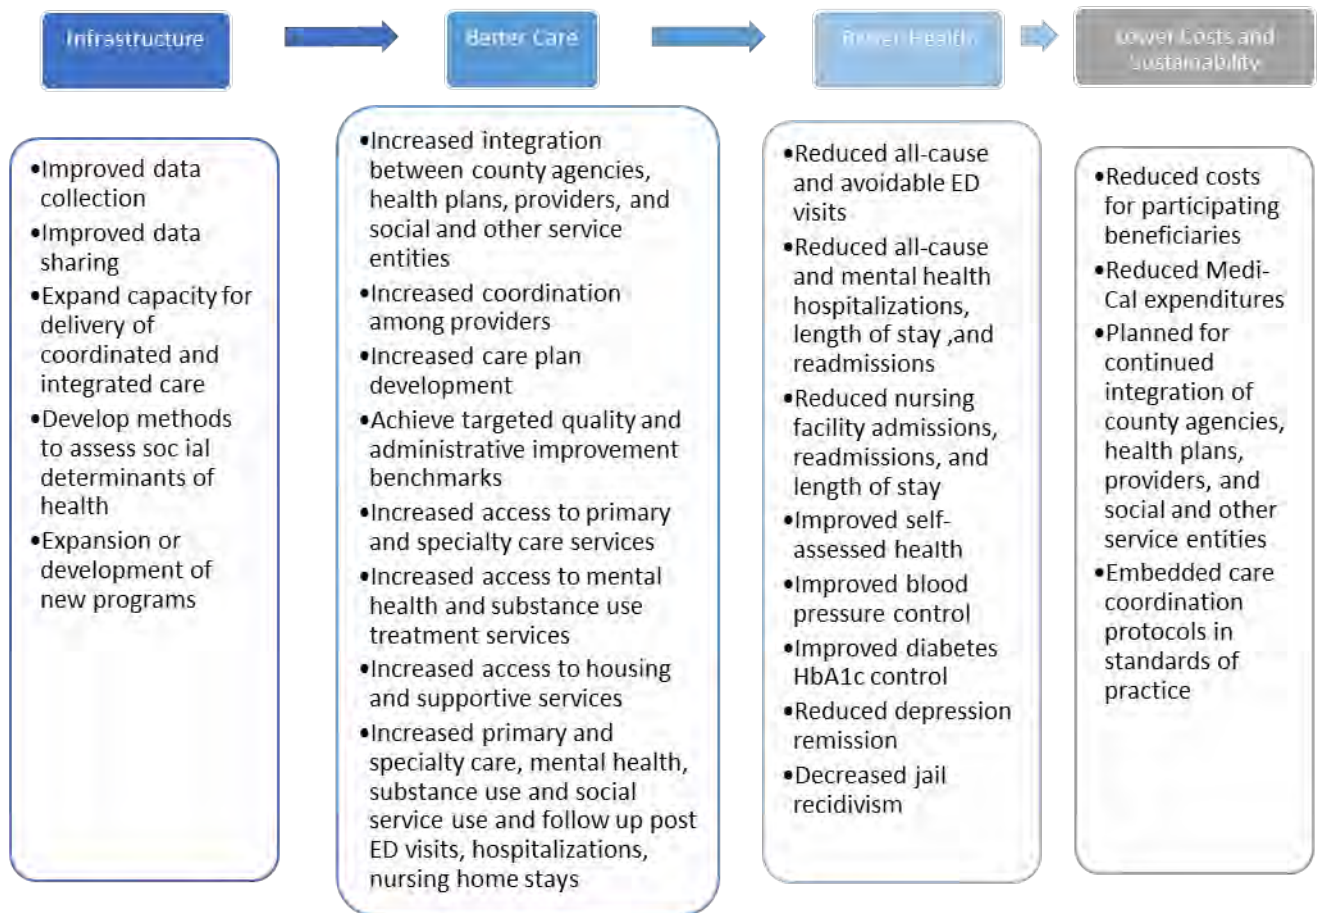 Infrastructure
Better Care
Better Health
Lower Costs and
Sustainability
•Improved data
collection
•Improved data
sharing
•Expand capacity for
delivery of
coordinated and
integrated care
•Develop methods
to assess soc ial
determinants of
health
•Expansion or
development of
new programs
•Increased integration
between county agencies,
health plans, providers, and
social and other service
entities
•Increased coordination
among providers
•Increased care plan
development
•Achieve targeted quality and
administrative improvement
benchmarks
•Increased access to primary
and specialty care services
•Increased access to mental
health and substance use
treatment services
•Increased access to housing
and supportive services
•Increased primary and
specialty care, mental health,
substance use and social
service use and follow up post
ED visits, hospitalizations,
nursing home stays
•Reduced all-cause
and avoidable ED
visits
•Reduced all-cause
and mental health
hospitalizations,
length of stay ,and
readmissions
•Reduced nursing
facility admissions,
readmissions, and
length of stay
•Improved self-
assessed health
•Improved blood
pressure control
•Improved diabetes
HbA1c control
•Reduced depression
remission
•Decreased jail
recidivism
•Reduced costs
for participating
beneficiaries
•Reduced Medi-
Cal expenditures
•Planned for
continued
integration of
county agencies,
health plans,
providers, and
social and other
service entities
•Embedded care
coordination
protocols in
standards of
practice